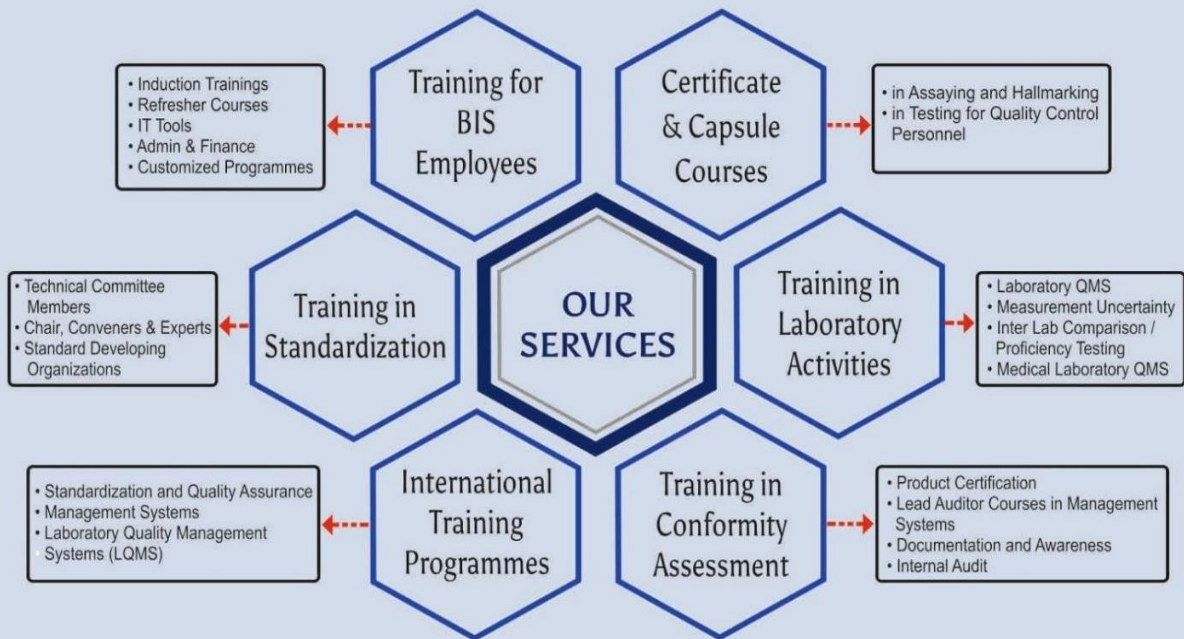 Training for
BIS
Employees
• Induction Trainings
• Refresher Courses
• IT Tools
• Admin & Finance
• Customized Programmes
Certificate
& Capsule
Courses
• in Assaying and Hallmarking
• in Testing for Quality Control
Personnel
Training in
Standardization
• Technical Committee
Members
• Chair, Conveners & Experts
• Standard Developing
Organizations
OUR
SERVICES
Training in
Laboratory
Activities
• Laboratory QMS
• Measurement Uncertainty
• Inter Lab Comparison /
Proficiency Testing
• Medical Laboratory QMS
International
Training
Programmes
• Standardization and Quality Assurance
• Management Systems
• Laboratory Quality Management
• Systems (LQMS)
Training in
Conformity
Assessment
• Product Certification
• Lead Auditor Courses in Management
Systems
• Documentation and Awareness
• Internal Audit